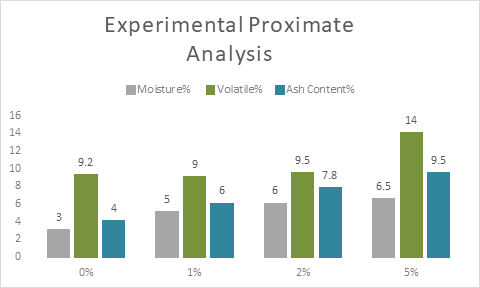 Experimental Proximate
Analysis
Moisture% Volatile% Ash Content%
16
14
12
10
8
6
4
2
0
3 9.2 4
5 9 6
6 9.5 7.8
6.5 14 9.5
0% 1% 2% 5%